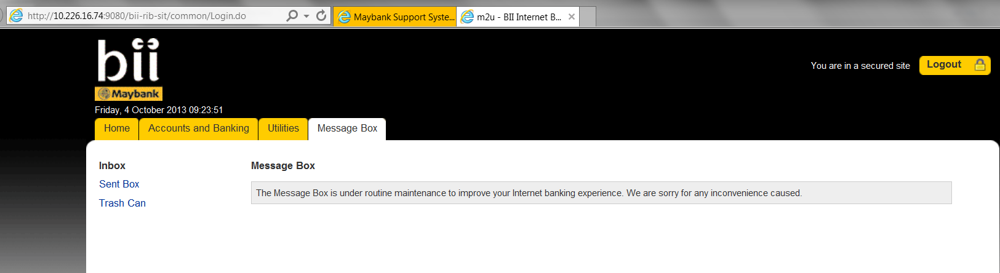 http://10.226.16.74:9080/bii-rib-sit/common/Login.do
Maybank Support Syste...
m2u - BII Internet B...
bii
Maybank
You are in a secured site
Logout
Friday, 4 October 2013 09:23:51
Home
Accounts and Banking
Utilities
Message Box
Inbox
Sent Box
Trash Can
Message Box
The Message Box is under routine maintenance to improve your Internet banking experience. We are sorry for any inconvenience caused.